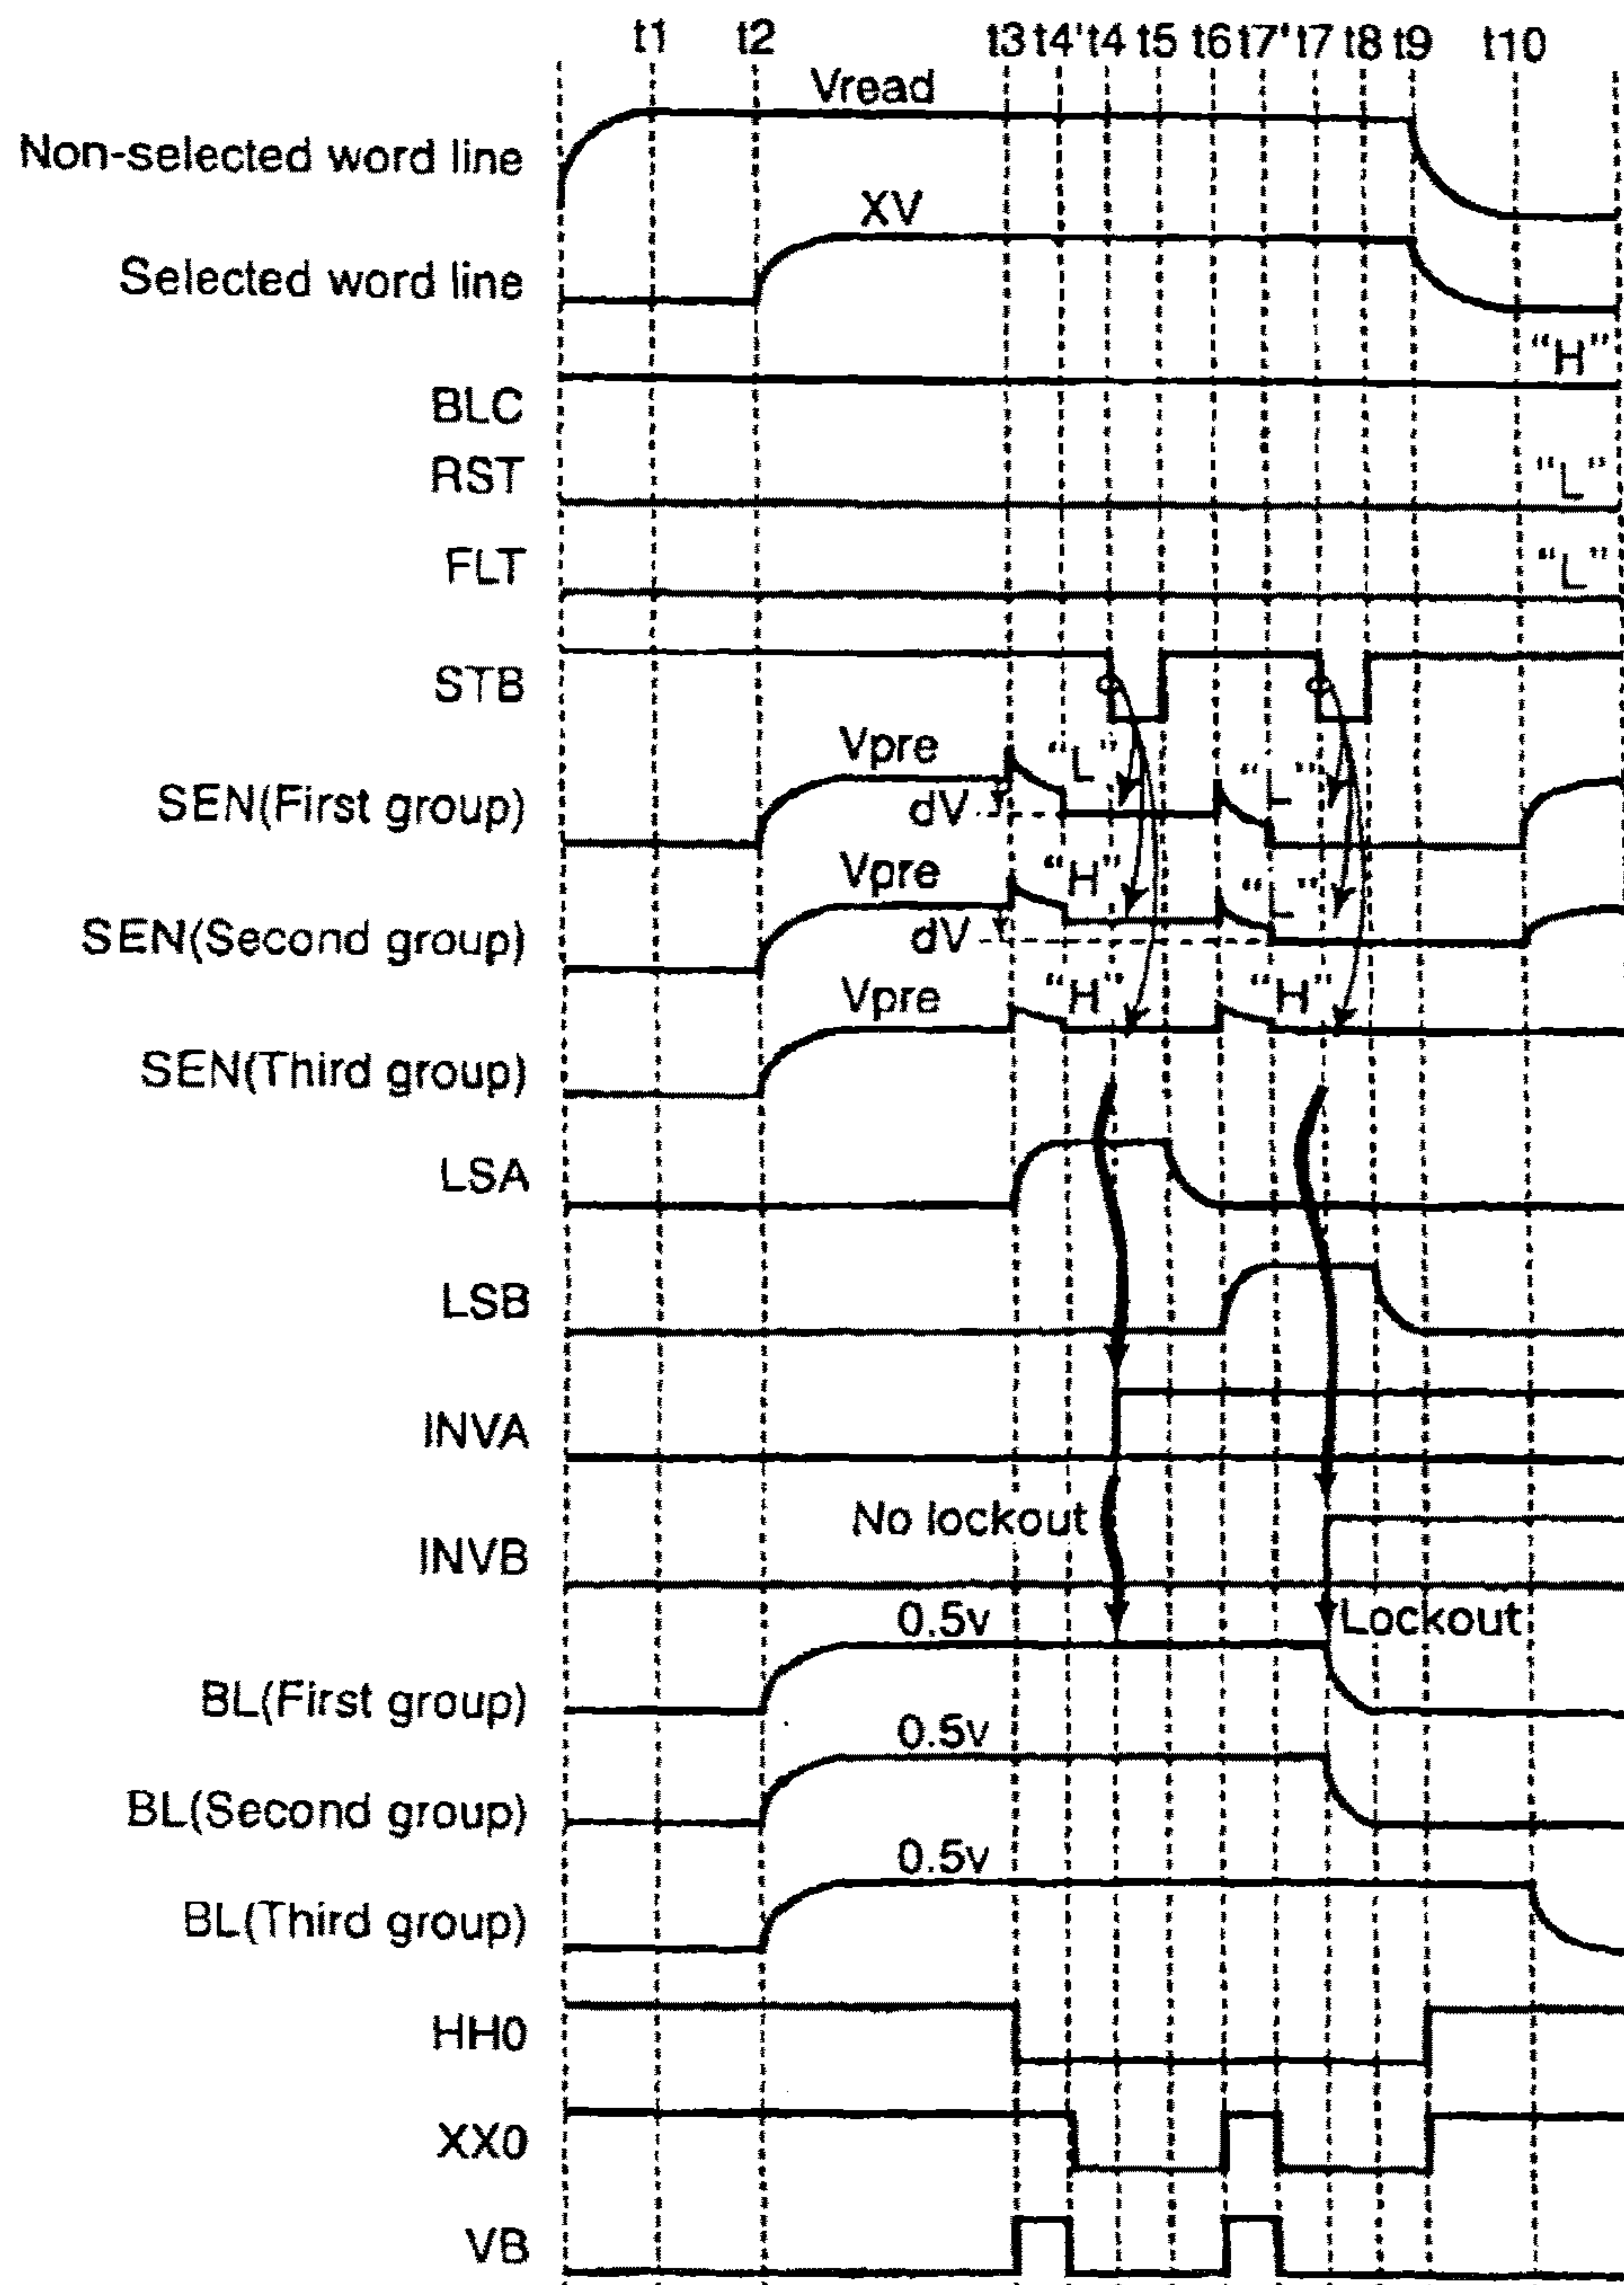 t1 t2 t3 t4' t4 t5 t6 t7' t7 t8 t9 t10
Vread
Non-selected word line
XV
Selected word line
"H"
BLC
RST
"L"
FLT
"L"
STB
Vpre
"L"
"L"
SEN(First group)
dV
Vpre
"H"
"L"
SEN(Second group)
dV
Vpre
"H"
"H"
SEN(Third group)
LSA
LSB
INVA
No lockout
INVB
0.5v
Lockout
BL(First group)
0.5v
BL(Second group)
0.5v
BL(Third group)
HH0
XX0
VB